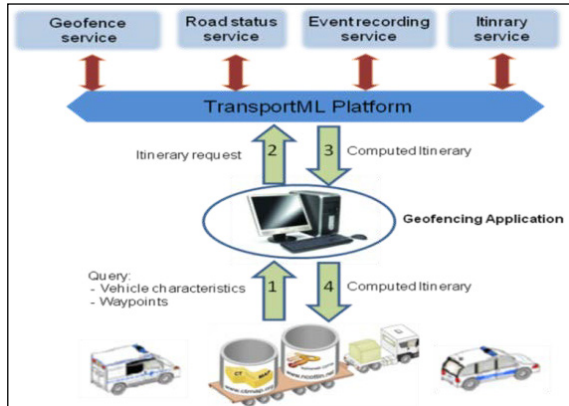 Geofence
service
Road status
service
Event recording
service
Itinrary
service
TransportML Platform
Itinerary request
2
3
Computed Itinerary
Geofencing Application
Query:
- Vehicle characteristics
- Waypoints
1
4
Computed Itinerary
CT